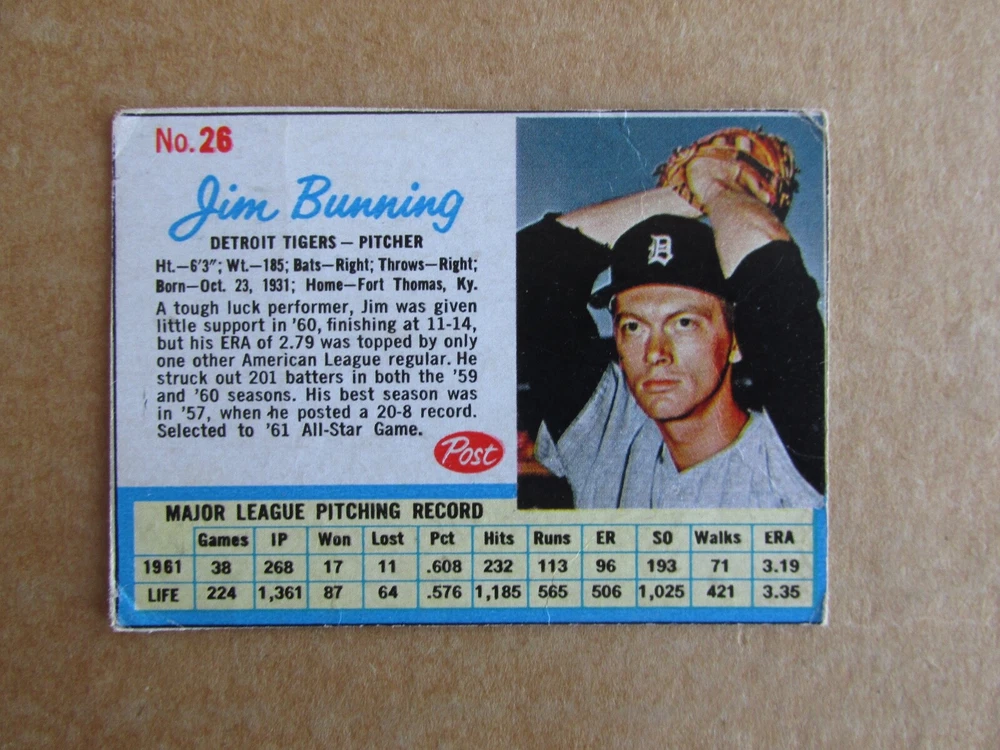 No. 26
Jim Bunning
DETROIT TIGERS — PITCHER
Ht.—6'3"; Wt.—185; Bats—Right; Throws—Right;
Born—Oct. 23, 1931; Home—Fort Thomas, Ky.
A tough luck performer, Jim was given
little support in '60, finishing at 11-14,
but his ERA of 2.79 was topped by only
one other American League regular. He
struck out 201 batters in both the '59
and '60 seasons. His best season was
in '57, when he posted a 20-8 record.
Selected to '61 All-Star Game.
Post
D
MAJOR LEAGUE PITCHING RECORD
Games IP Won Lost Pct Hits Runs ER SO Walks ERA
1961 38 268 17 11 .608 232 113 96 193 71 3.19
LIFE 224 1,361 87 64 .576 1,185 565 506 1,025 421 3.35